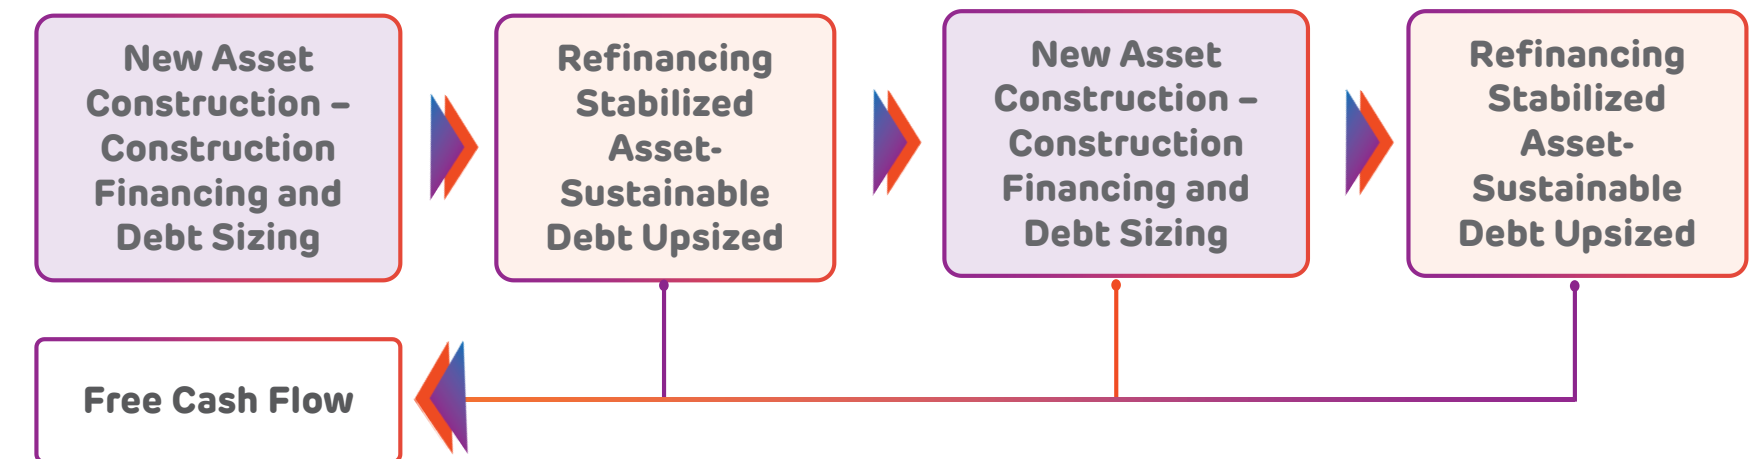 New Asset
Construction –
Construction
Financing and
Debt Sizing
Refinancing
Stabilized
Asset-
Sustainable
Debt Upsized
New Asset
Construction –
Construction
Financing and
Debt Sizing
Refinancing
Stabilized
Asset-
Sustainable
Debt Upsized
Free Cash Flow